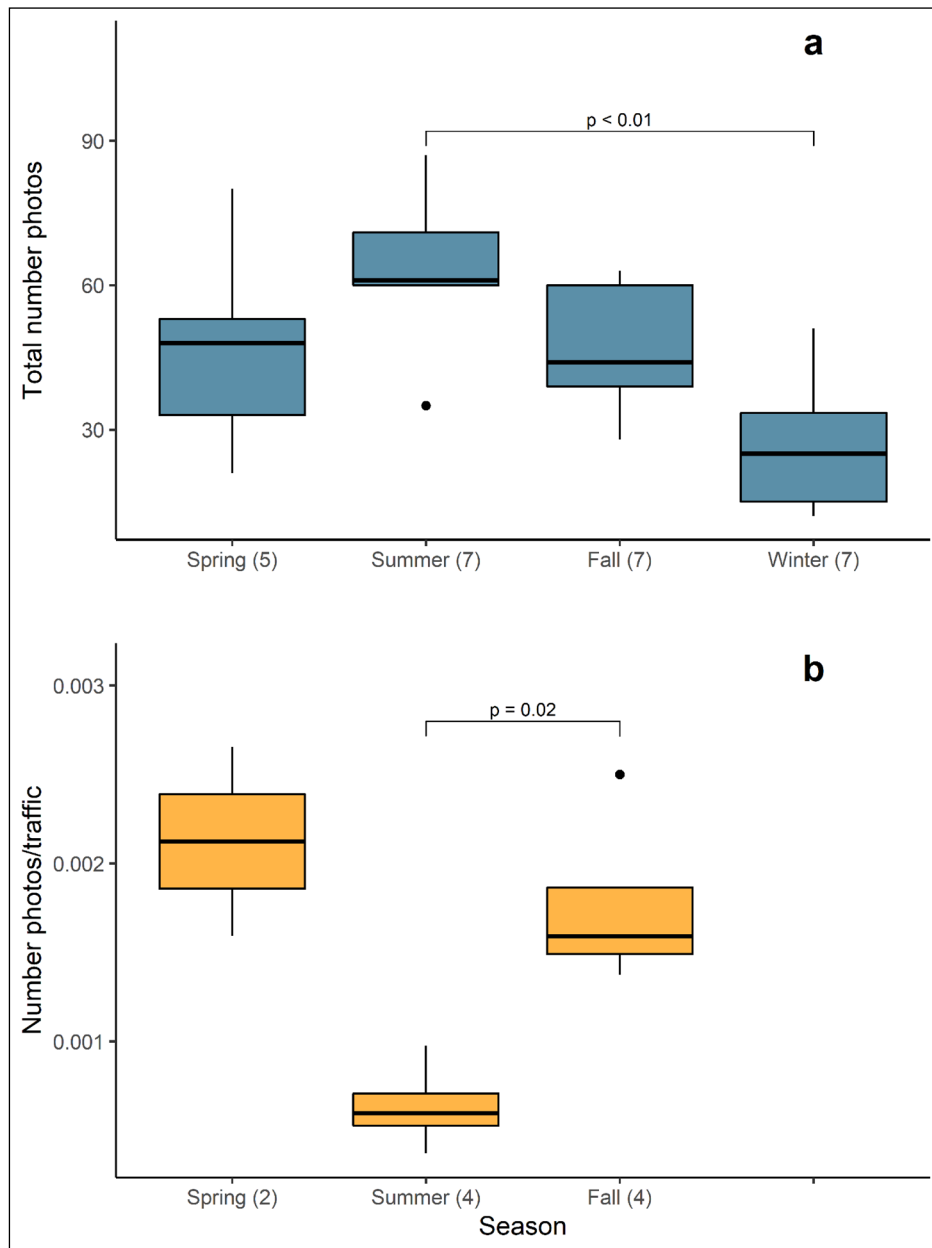 a
p < 0.01
90
60
30
Total number photos
Spring (5) Summer (7) Fall (7) Winter (7)
b
0.003
p = 0.02
0.002
0.001
Number photos/traffic
Spring (2) Summer (4) Fall (4)
Season